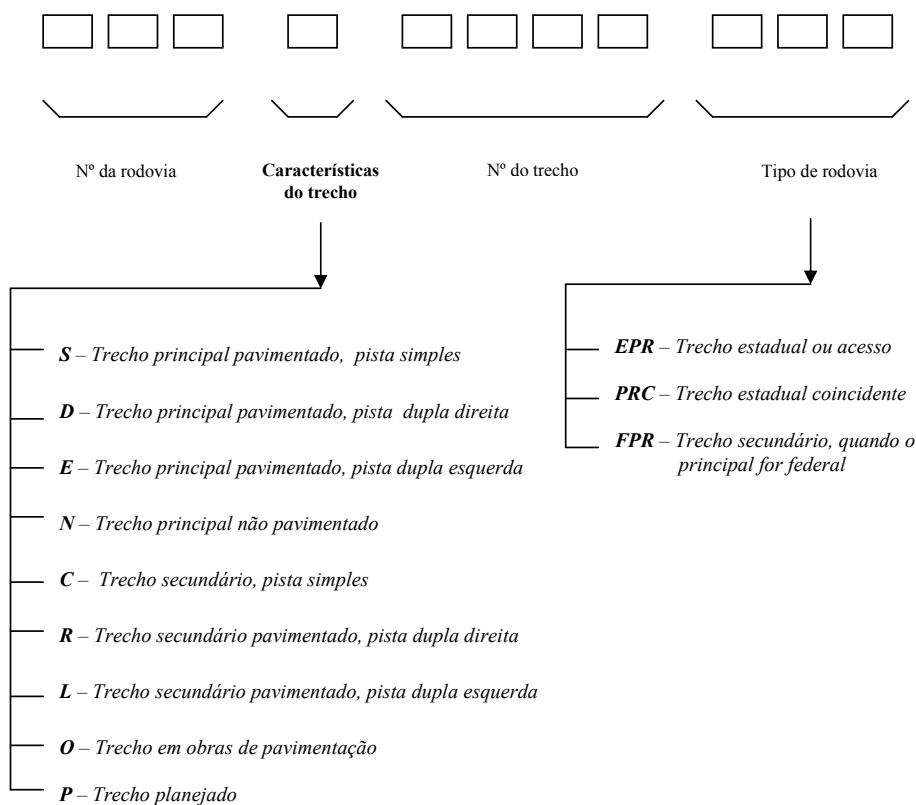 Nº da rodovia
Características
do trecho
Nº do trecho
Tipo de rodovia
S – Trecho principal pavimentado, pista simples
D – Trecho principal pavimentado, pista dupla direita
E – Trecho principal pavimentado, pista dupla esquerda
N – Trecho principal não pavimentado
C – Trecho secundário, pista simples
R – Trecho secundário pavimentado, pista dupla direita
L – Trecho secundário pavimentado, pista dupla esquerda
O – Trecho em obras de pavimentação
P – Trecho planejado
EPR – Trecho estadual ou acesso
PRC – Trecho estadual coincidente
FPR – Trecho secundário, quando o
principal for federal